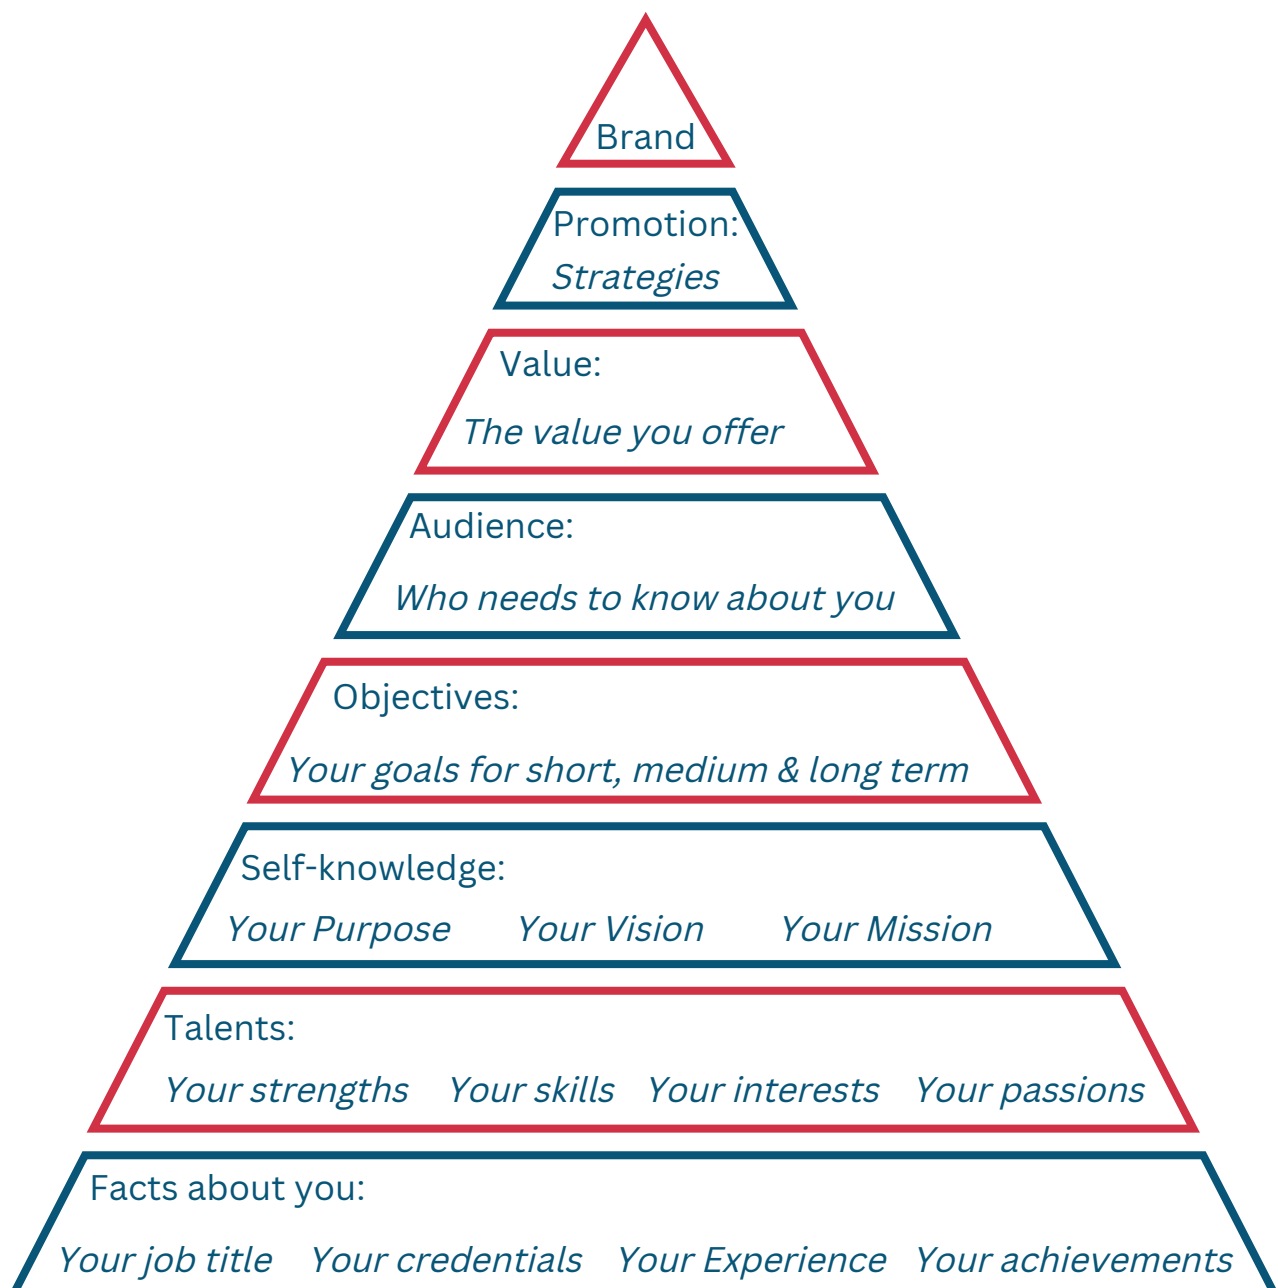 Brand
Promotion:
Strategies
Value:
The value you offer
Audience:
Who needs to know about you
Objectives:
Your goals for short, medium & long term
Self-knowledge:
Your Purpose Your Vision Your Mission
Talents:
Your strengths Your skills Your interests Your passions
Facts about you:
Your job title Your credentials Your Experience Your achievements